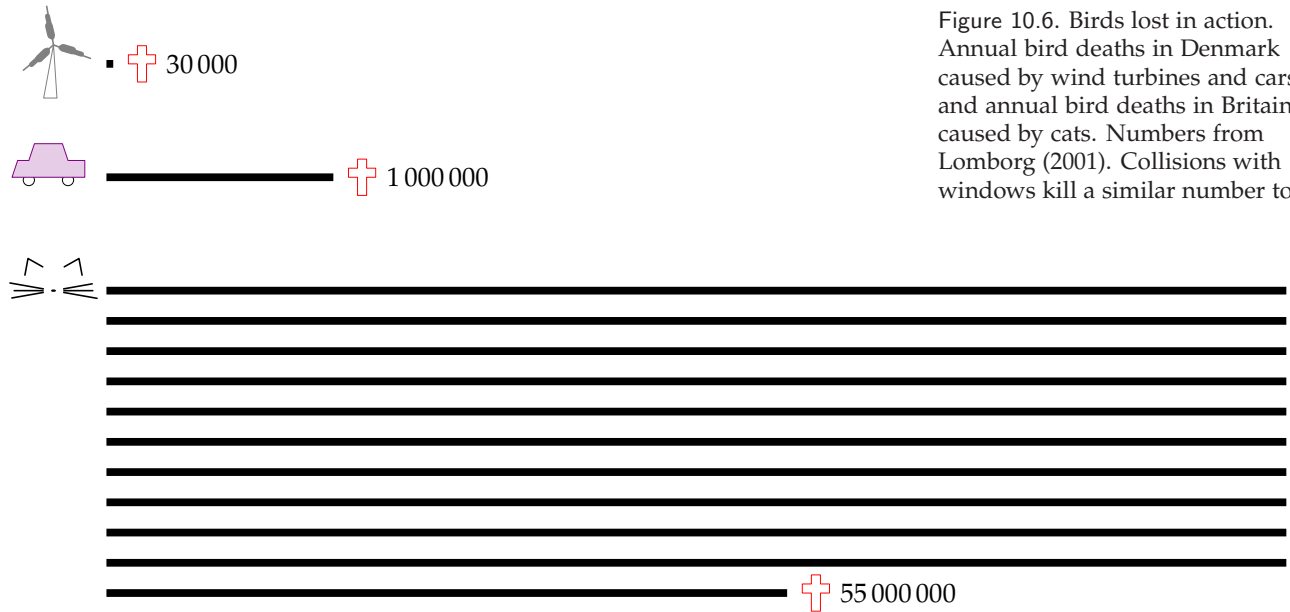 30 000
1 000 000
55 000 000
Figure 10.6. Birds lost in action.
Annual bird deaths in Denmark
caused by wind turbines and cars
and annual bird deaths in Britain
caused by cats. Numbers from
Lomborg (2001). Collisions with
windows kill a similar number to